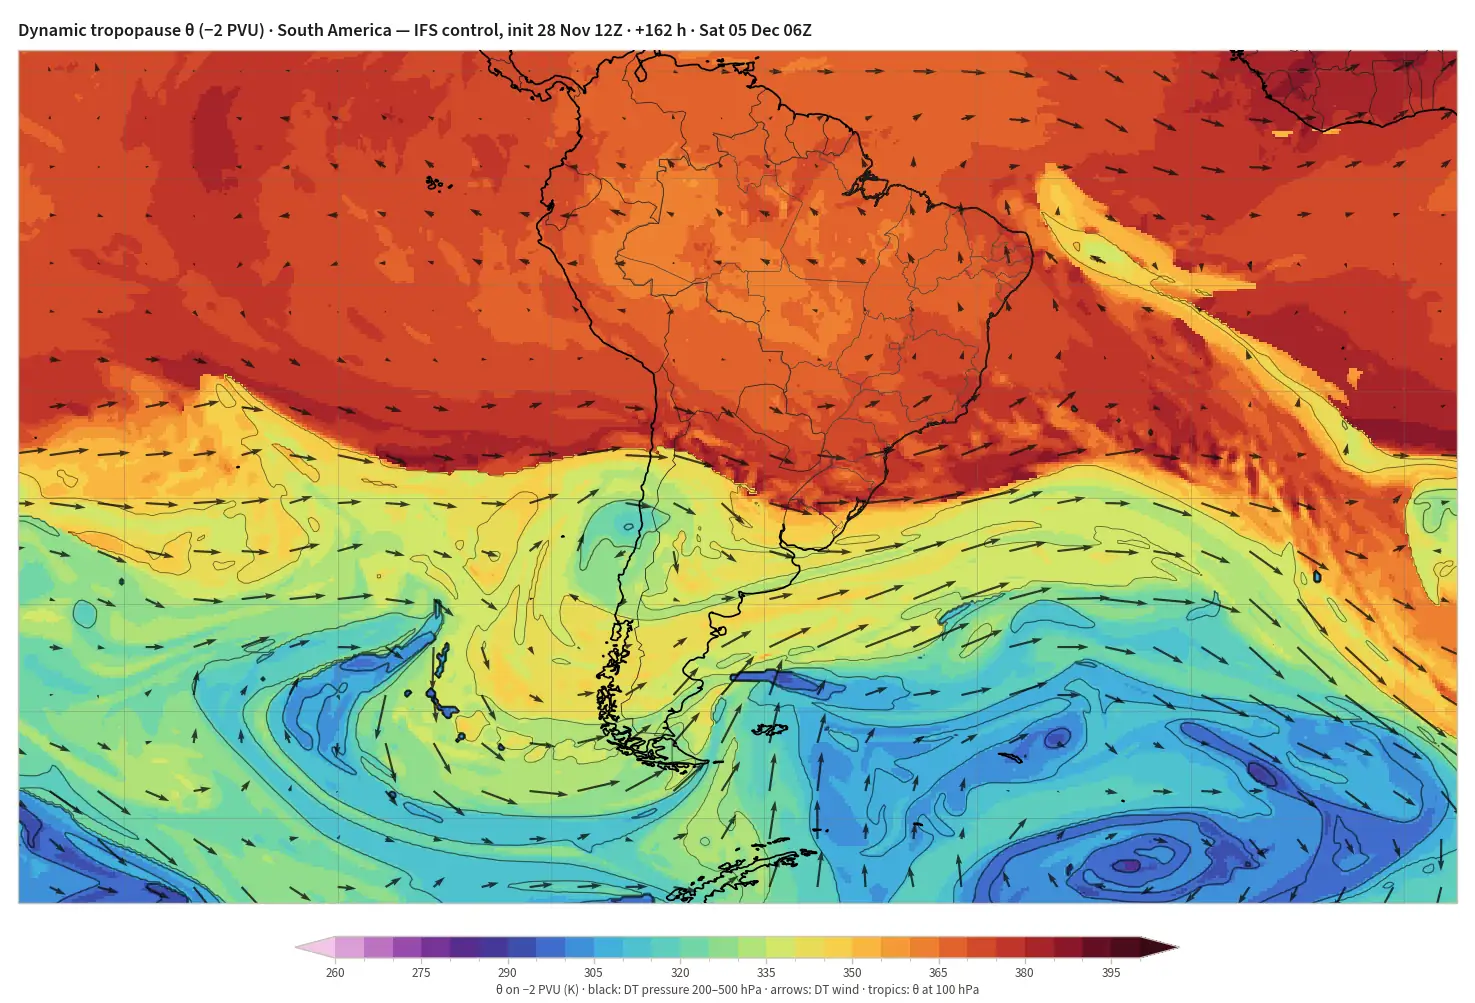 Dynamic tropopause θ (−2 PVU) · South America — IFS control, init 28 Nov 12Z · +162 h · Sat 05 Dec 06Z
260 275 290 305 320 335 350 365 380 395
θ on −2 PVU (K) · black: DT pressure 200–500 hPa · arrows: DT wind · tropics: θ at 100 hPa